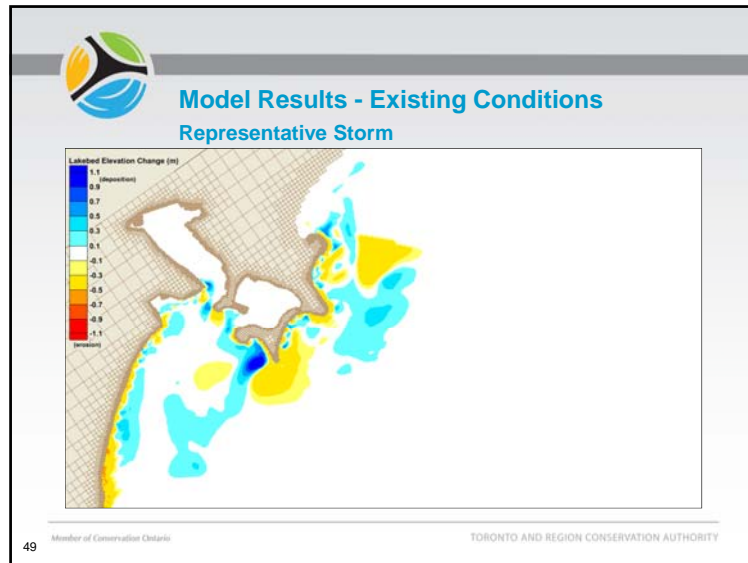 Model Results - Existing Conditions
Representative Storm
Lakebed Elevation Change (m)
1.1
(deposition)
0.9
0.7
0.5
0.3
0.1
-0.1
-0.3
-0.5
-0.7
-0.9
-1.1
(erosion)
Member of Conservation Ontario
TORONTO AND REGION CONSERVATION AUTHORITY
49